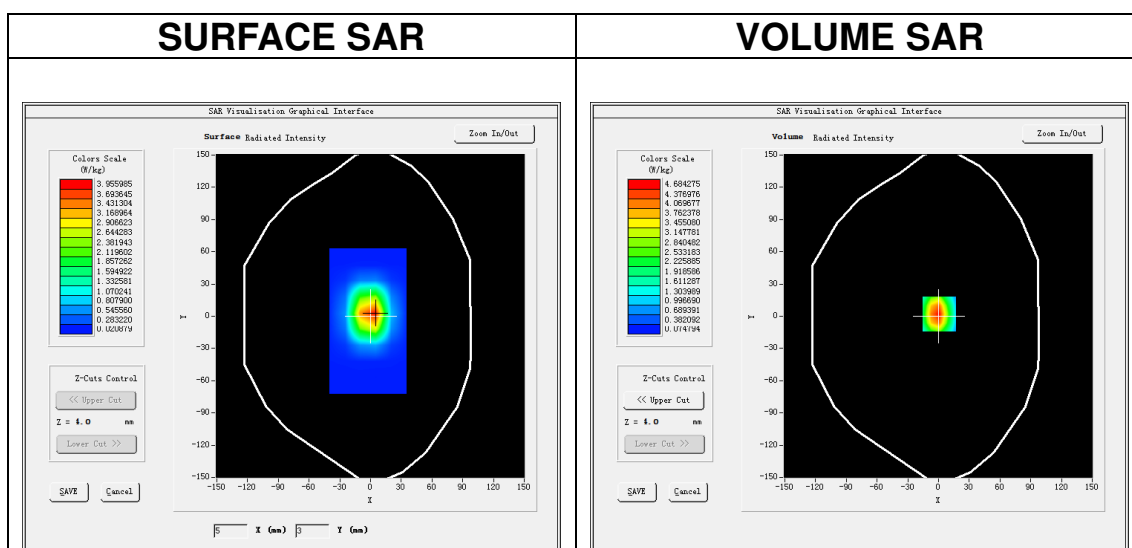 SURFACE SAR
VOLUME SAR
SAR Visualisation Graphical Interface
Surface Radiated Intensity
Zoom In/Out
Colors Scale
(W/kg)
3.955985
3.693645
3.431304
3.168964
2.906623
2.644283
2.381943
2.119602
1.857262
1.594922
1.332581
1.070241
0.807900
0.545560
0.283220
0.020879
Z-Cuts Control
<< Upper Cut
Z = 4.0 mm
Lower Cut >>
SAVE
Cancel
150
120
90
60
30
0
-30
-60
-90
-120
-150
Y
-150 -120 -90 -60 -30 0 30 60 90 120 150
X
5 X (mm) 3 Y (mm)
SAR Visualisation Graphical Interface
Volume Radiated Intensity
Zoom In/Out
Colors Scale
(W/kg)
4.684275
4.376976
4.069677
3.762378
3.455080
3.147781
2.840482
2.533183
2.225885
1.918586
1.611287
1.303989
0.996690
0.689391
0.382092
0.074794
Z-Cuts Control
<< Upper Cut
Z = 4.0 mm
Lower Cut >>
SAVE
Cancel
150
120
90
60
30
0
-30
-60
-90
-120
-150
Y
-150 -120 -90 -60 -30 0 30 60 90 120 150
X